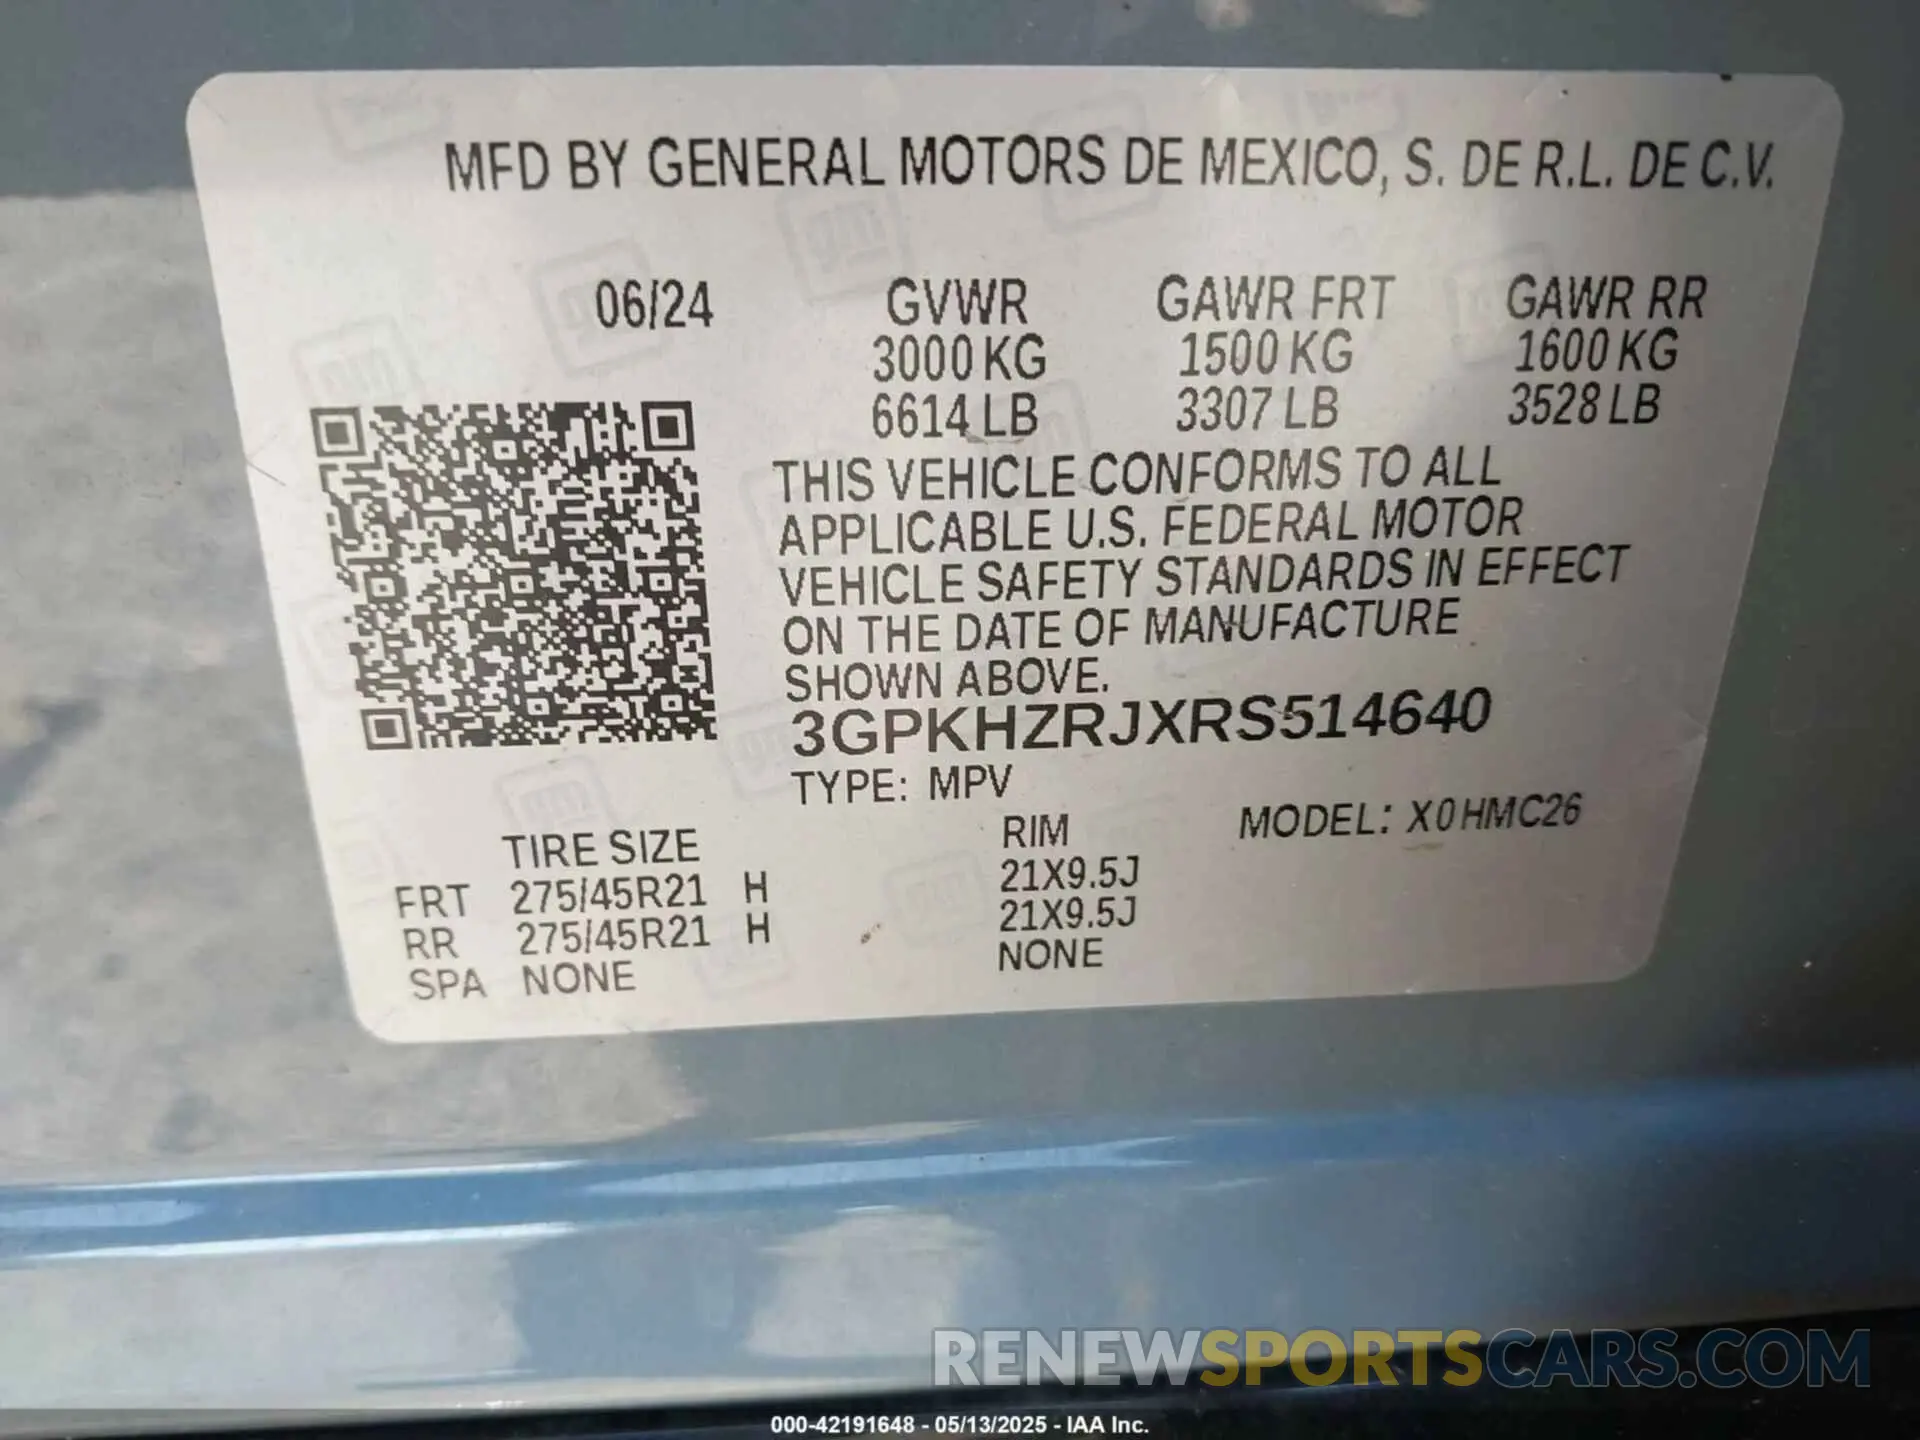 MFD BY GENERAL MOTORS DE MEXICO, S. DE R.L. DE C.V.
06/24 GVWR GAWR FRT GAWR RR
3000 KG 1500 KG 1600 KG
6614 LB 3307 LB 3528 LB
THIS VEHICLE CONFORMS TO ALL
APPLICABLE U.S. FEDERAL MOTOR
VEHICLE SAFETY STANDARDS IN EFFECT
ON THE DATE OF MANUFACTURE
SHOWN ABOVE.
3GPKHZRJXRS514640
TYPE: MPV
MODEL: X0HMC26
TIRE SIZE RIM
FRT 275/45R21 H 21X9.5J
RR 275/45R21 H 21X9.5J
SPA NONE NONE
RENEWSPORTSCARS.COM
000-42191648 - 05/13/2025 - IAA Inc.